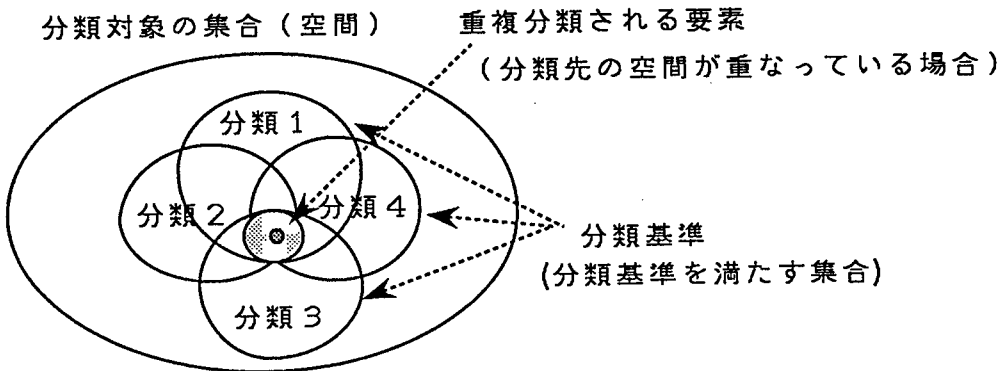 分類対象の集合（空間）
重複分類される要素
（分類先の空間が重なっている場合）
分類1
分類2
分類4
分類3
分類基準
(分類基準を満たす集合)